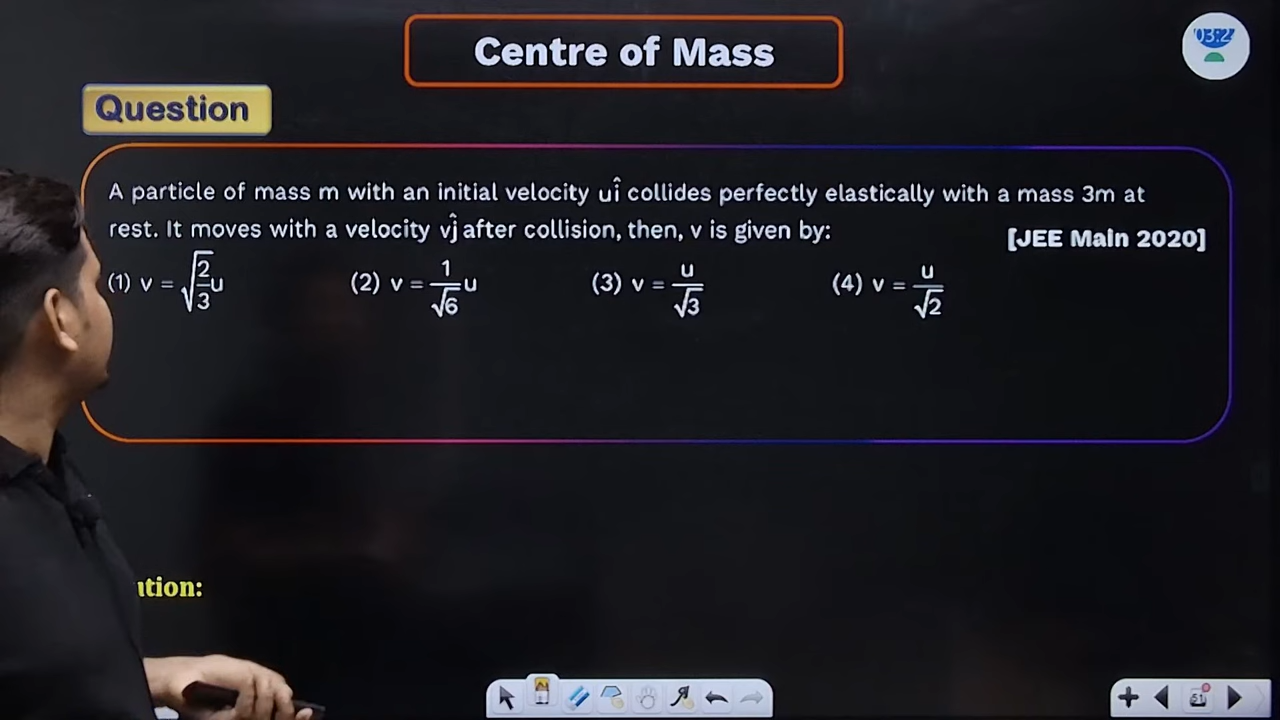 Centre of Mass
Question
A particle of mass m with an initial velocity uî collides perfectly elastically with a mass 3m at
rest. It moves with a velocity vĵ after collision, then, v is given by:
[JEE Main 2020]
(1) v = √(2/3)u (2) v = 1/√6 u (3) v = u/√3 (4) v = u/√2
ution: